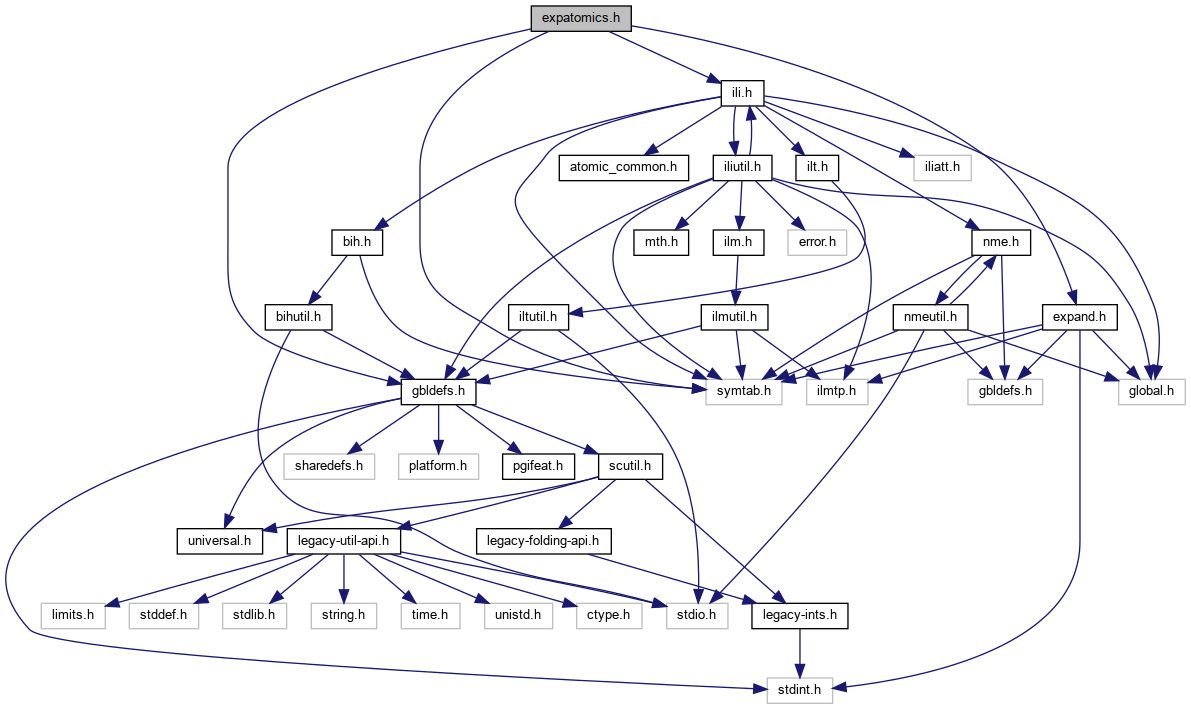 expatomics.h
ili.h
atomic_common.h
iliutil.h
ilt.h
iliatt.h
bih.h
mth.h
ilm.h
error.h
nme.h
bihutil.h
iltutil.h
ilmutil.h
nmeutil.h
expand.h
gbldefs.h
symtab.h
ilmtp.h
gbldefs.h
global.h
sharedefs.h
platform.h
pgifeat.h
scutil.h
universal.h
legacy-util-api.h
legacy-folding-api.h
limits.h
stddef.h
stdlib.h
string.h
time.h
unistd.h
ctype.h
stdio.h
legacy-ints.h
stdint.h